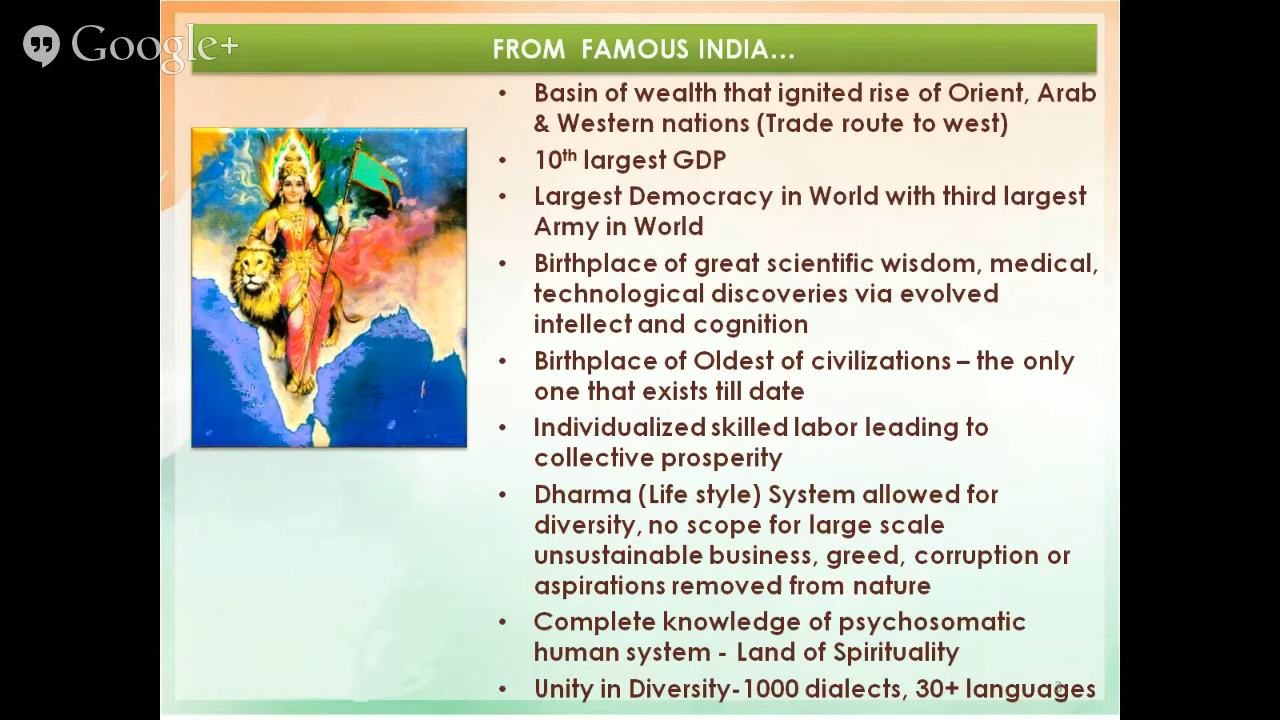 Google+
FROM FAMOUS INDIA...
• Basin of wealth that ignited rise of Orient, Arab
& Western nations (Trade route to west)
• 10th largest GDP
• Largest Democracy in World with third largest
Army in World
• Birthplace of great scientific wisdom, medical,
technological discoveries via evolved
intellect and cognition
• Birthplace of Oldest of civilizations – the only
one that exists till date
• Individualized skilled labor leading to
collective prosperity
• Dharma (Life style) System allowed for
diversity, no scope for large scale
unsustainable business, greed, corruption or
aspirations removed from nature
• Complete knowledge of psychosomatic
human system - Land of Spirituality
• Unity in Diversity-1000 dialects, 30+ languages